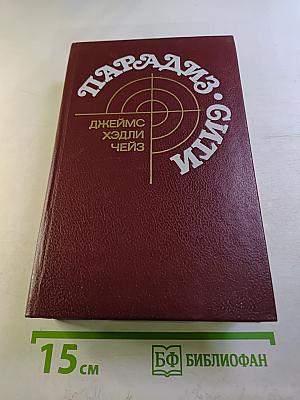 ПАРАДИЗ·СИТИ
ДЖЕЙМС
ХЭДЛИ
ЧЕЙЗ
15 см
БФ БИБЛИОФАН